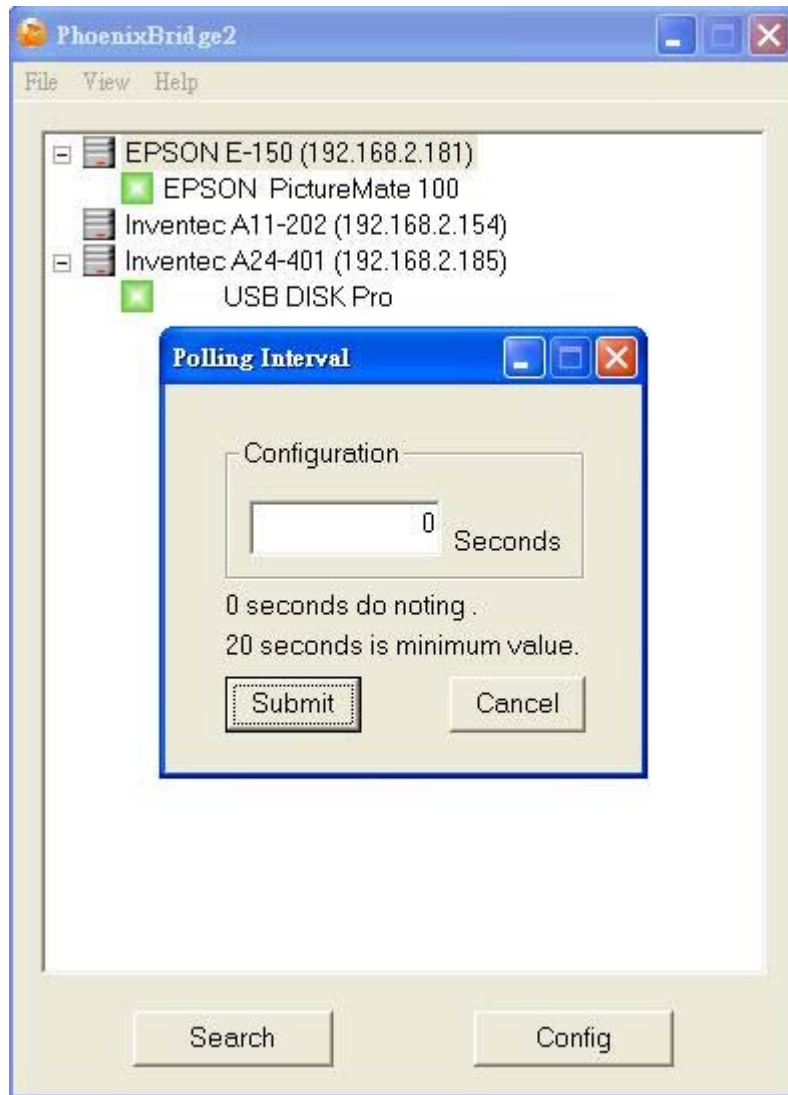 PhoenixBridge2
File View Help
EPSON E-150 (192.168.2.181)
EPSON PictureMate 100
Inventec A11-202 (192.168.2.154)
Inventec A24-401 (192.168.2.185)
USB DISK Pro
Polling Interval
Configuration
0 Seconds
0 seconds do noting .
20 seconds is minimum value.
Submit Cancel
Search Config